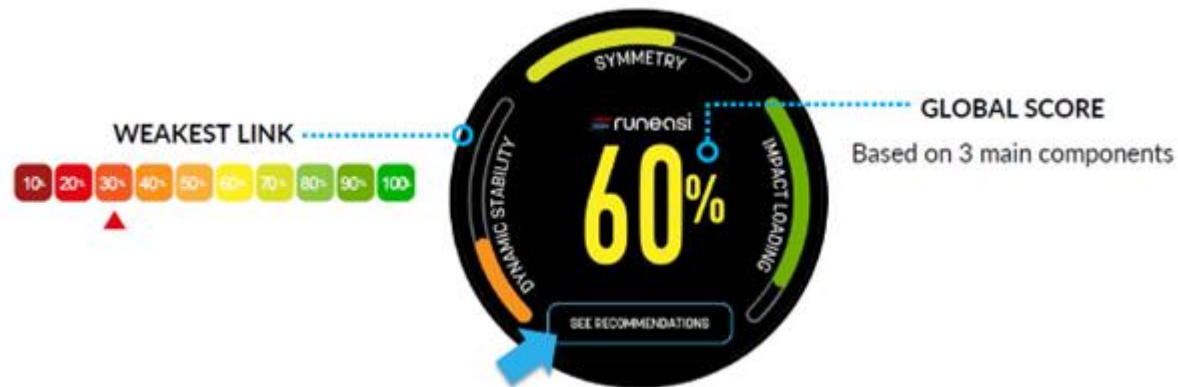 SYMMETRY
GLOBAL SCORE
WEAKEST LINK
runeasi
Based on 3 main components
10% 20% 30% 40% 50% 60% 70% 80% 90% 100%
60%
DYNAMIC STABILITY
IMPACT LOADING
SEE RECOMMENDATIONS